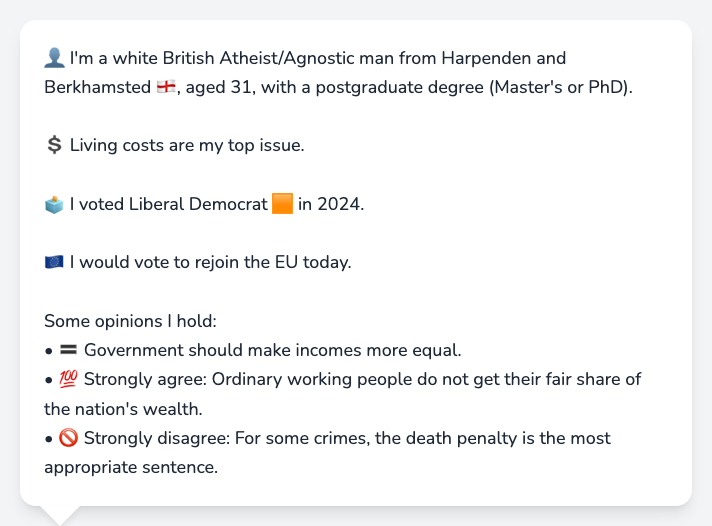 👤 I'm a white British Atheist/Agnostic man from Harpenden and
Berkhamsted 🏴󠁧󠁢󠁥󠁮󠁧󠁿, aged 31, with a postgraduate degree (Master's or PhD).
💲 Living costs are my top issue.
🗳️ I voted Liberal Democrat 🟧 in 2024.
🇪🇺 I would vote to rejoin the EU today.
Some opinions I hold:
• 🟰 Government should make incomes more equal.
• 💯 Strongly agree: Ordinary working people do not get their fair share of
the nation's wealth.
• 🚫 Strongly disagree: For some crimes, the death penalty is the most
appropriate sentence.